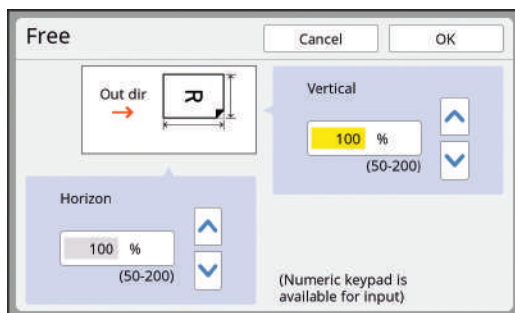 Free
Cancel
OK
Out dir
R
Vertical
100 %
(50-200)
Horizon
100 %
(50-200)
(Numeric keypad is
available for input)